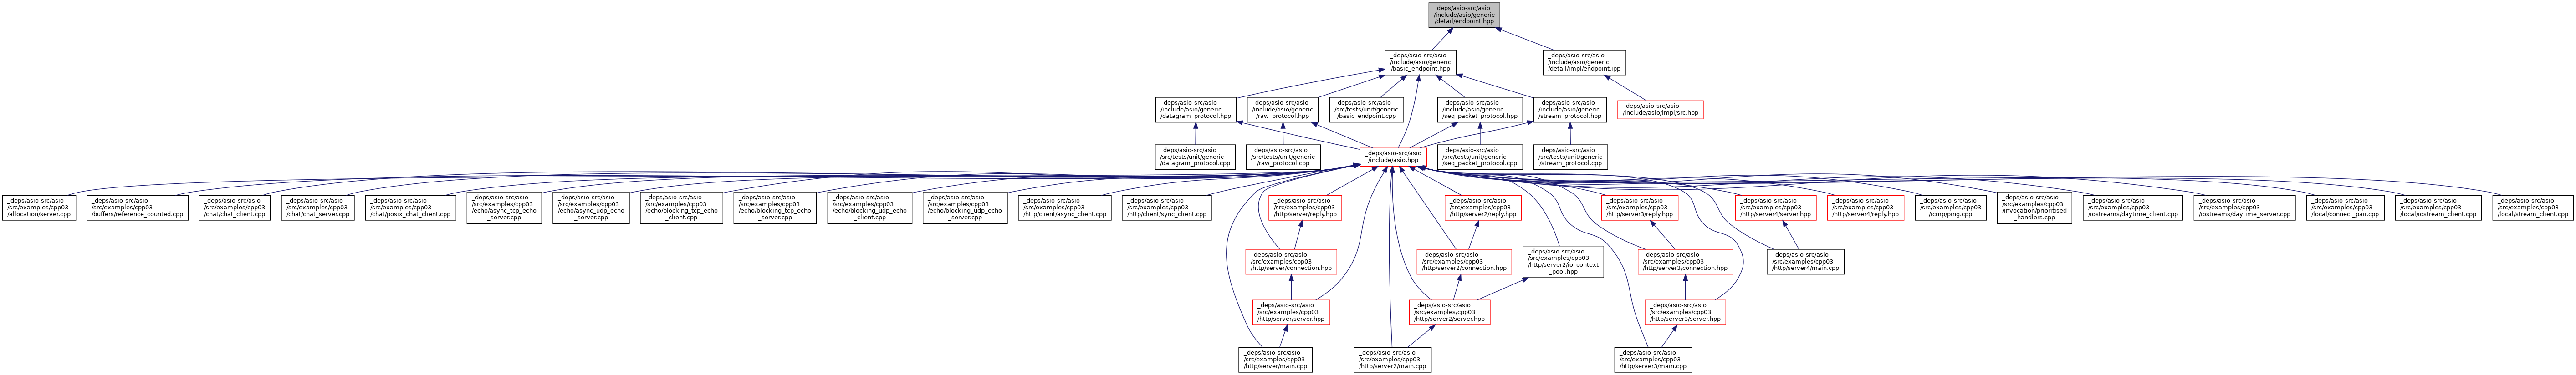 _deps/asio-src/asio
/include/asio/generic
/detail/endpoint.hpp
_deps/asio-src/asio
/include/asio/generic
/basic_endpoint.hpp
_deps/asio-src/asio
/include/asio/generic
/detail/impl/endpoint.ipp
_deps/asio-src/asio
/include/asio/generic
/datagram_protocol.hpp
_deps/asio-src/asio
/include/asio/generic
/raw_protocol.hpp
_deps/asio-src/asio
/src/tests/unit/generic
/basic_endpoint.cpp
_deps/asio-src/asio
/include/asio/generic
/seq_packet_protocol.hpp
_deps/asio-src/asio
/include/asio/generic
/stream_protocol.hpp
_deps/asio-src/asio
/include/asio/impl/src.hpp
_deps/asio-src/asio
/src/tests/unit/generic
/datagram_protocol.cpp
_deps/asio-src/asio
/src/tests/unit/generic
/raw_protocol.cpp
_deps/asio-src/asio
/include/asio.hpp
_deps/asio-src/asio
/src/tests/unit/generic
/seq_packet_protocol.cpp
_deps/asio-src/asio
/src/tests/unit/generic
/stream_protocol.cpp
_deps/asio-src/asio
/src/examples/cpp03
/allocation/server.cpp
_deps/asio-src/asio
/src/examples/cpp03
/buffers/reference_counted.cpp
_deps/asio-src/asio
/src/examples/cpp03
/chat/chat_client.cpp
_deps/asio-src/asio
/src/examples/cpp03
/chat/chat_server.cpp
_deps/asio-src/asio
/src/examples/cpp03
/chat/posix_chat_client.cpp
_deps/asio-src/asio
/src/examples/cpp03
/echo/async_tcp_echo
_server.cpp
_deps/asio-src/asio
/src/examples/cpp03
/echo/async_udp_echo
_server.cpp
_deps/asio-src/asio
/src/examples/cpp03
/echo/blocking_tcp_echo
_client.cpp
_deps/asio-src/asio
/src/examples/cpp03
/echo/blocking_tcp_echo
_server.cpp
_deps/asio-src/asio
/src/examples/cpp03
/echo/blocking_udp_echo
_client.cpp
_deps/asio-src/asio
/src/examples/cpp03
/echo/blocking_udp_echo
_server.cpp
_deps/asio-src/asio
/src/examples/cpp03
/http/client/async_client.cpp
_deps/asio-src/asio
/src/examples/cpp03
/http/client/sync_client.cpp
_deps/asio-src/asio
/src/examples/cpp03
/http/server/reply.hpp
_deps/asio-src/asio
/src/examples/cpp03
/http/server2/reply.hpp
_deps/asio-src/asio
/src/examples/cpp03
/http/server3/reply.hpp
_deps/asio-src/asio
/src/examples/cpp03
/http/server4/server.hpp
_deps/asio-src/asio
/src/examples/cpp03
/http/server4/reply.hpp
_deps/asio-src/asio
/src/examples/cpp03
/icmp/ping.cpp
_deps/asio-src/asio
/src/examples/cpp03
/invocation/prioritised
_handlers.cpp
_deps/asio-src/asio
/src/examples/cpp03
/iostreams/daytime_client.cpp
_deps/asio-src/asio
/src/examples/cpp03
/iostreams/daytime_server.cpp
_deps/asio-src/asio
/src/examples/cpp03
/local/connect_pair.cpp
_deps/asio-src/asio
/src/examples/cpp03
/local/iostream_client.cpp
_deps/asio-src/asio
/src/examples/cpp03
/local/stream_client.cpp
_deps/asio-src/asio
/src/examples/cpp03
/http/server/connection.hpp
_deps/asio-src/asio
/src/examples/cpp03
/http/server2/connection.hpp
_deps/asio-src/asio
/src/examples/cpp03
/http/server2/io_context
_pool.hpp
_deps/asio-src/asio
/src/examples/cpp03
/http/server3/connection.hpp
_deps/asio-src/asio
/src/examples/cpp03
/http/server4/main.cpp
_deps/asio-src/asio
/src/examples/cpp03
/http/server/server.hpp
_deps/asio-src/asio
/src/examples/cpp03
/http/server2/server.hpp
_deps/asio-src/asio
/src/examples/cpp03
/http/server3/server.hpp
_deps/asio-src/asio
/src/examples/cpp03
/http/server/main.cpp
_deps/asio-src/asio
/src/examples/cpp03
/http/server2/main.cpp
_deps/asio-src/asio
/src/examples/cpp03
/http/server3/main.cpp